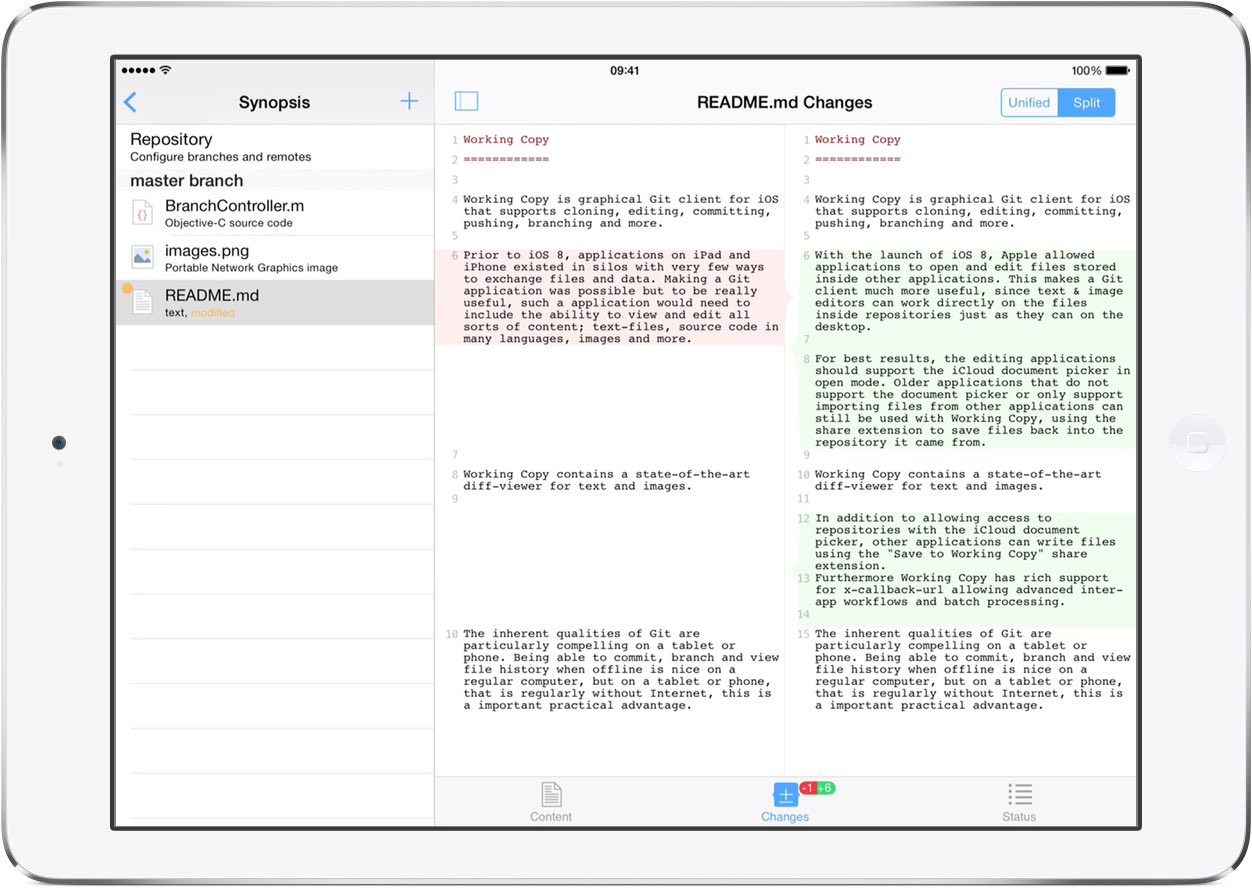 09:41
100%
Synopsis
+
README.md Changes
Unified
Split
Repository
Configure branches and remotes
master branch
BranchController.m
{}
Objective-C source code
images.png
Portable Network Graphics image
README.md
text, modified
1 Working Copy
2 ============
3
4 Working Copy is graphical Git client for iOS
that supports cloning, editing, committing,
pushing, branching and more.
5
6 Prior to iOS 8, applications on iPad and
iPhone existed in silos with very few ways
to exchange files and data. Making a Git
application was possible but to be really
useful, such a application would need to
include the ability to view and edit all
sorts of content; text-files, source code in
many languages, images and more.
7
8 Working Copy contains a state-of-the-art
diff-viewer for text and images.
9
10 The inherent qualities of Git are
particularly compelling on a tablet or
phone. Being able to commit, branch and view
file history when offline is nice on a
regular computer, but on a tablet or phone,
that is regularly without Internet, this is
a important practical advantage.
1 Working Copy
2 ============
3
4 Working Copy is graphical Git client for iOS
that supports cloning, editing, committing,
pushing, branching and more.
5
6 With the launch of iOS 8, Apple allowed
applications to open and edit files stored
inside other applications. This makes a Git
client much more useful, since text & image
editors can work directly on the files
inside repositories just as they can on the
desktop.
7
8 For best results, the editing applications
should support the iCloud document picker in
open mode. Older applications that do not
support the document picker or only support
importing files from other applications can
still be used with Working Copy, using the
share extension to save files back into the
repository it came from.
9
10 Working Copy contains a state-of-the-art
diff-viewer for text and images.
11
12 In addition to allowing access to
repositories with the iCloud document
picker, other applications can write files
using the "Save to Working Copy" share
extension.
13 Furthermore Working Copy has rich support
for x-callback-url allowing advanced inter-
app workflows and batch processing.
14
15 The inherent qualities of Git are
particularly compelling on a tablet or
phone. Being able to commit, branch and view
file history when offline is nice on a
regular computer, but on a tablet or phone,
that is regularly without Internet, this is
a important practical advantage.
Content
-1 +6
Changes
Status